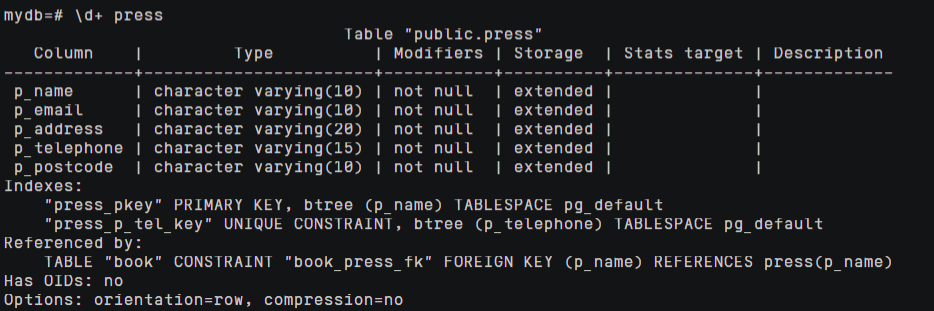 mydb=# \d+ press
Table "public.press"
Column | Type | Modifiers | Storage | Stats target | Description
-------------+------------------------+-----------+----------+--------------+-------------
p_name | character varying(10) | not null | extended | |
p_email | character varying(10) | not null | extended | |
p_address | character varying(20) | not null | extended | |
p_telephone | character varying(15) | not null | extended | |
p_postcode | character varying(10) | not null | extended | |
Indexes:
"press_pkey" PRIMARY KEY, btree (p_name) TABLESPACE pg_default
"press_p_tel_key" UNIQUE CONSTRAINT, btree (p_telephone) TABLESPACE pg_default
Referenced by:
TABLE "book" CONSTRAINT "book_press_fk" FOREIGN KEY (p_name) REFERENCES press(p_name)
Has OIDs: no
Options: orientation=row, compression=no